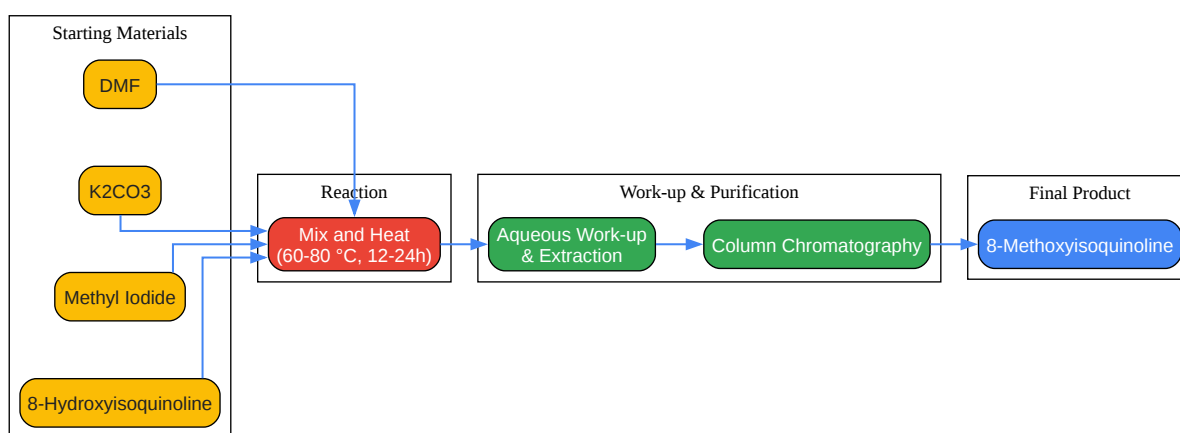 Starting Materials
DMF
K2CO3
Methyl Iodide
8-Hydroxyisoquinoline
Reaction
Mix and Heat
(60-80 °C, 12-24h)
Work-up & Purification
Aqueous Work-up
& Extraction
Column Chromatography
Final Product
8-Methoxyisoquinoline